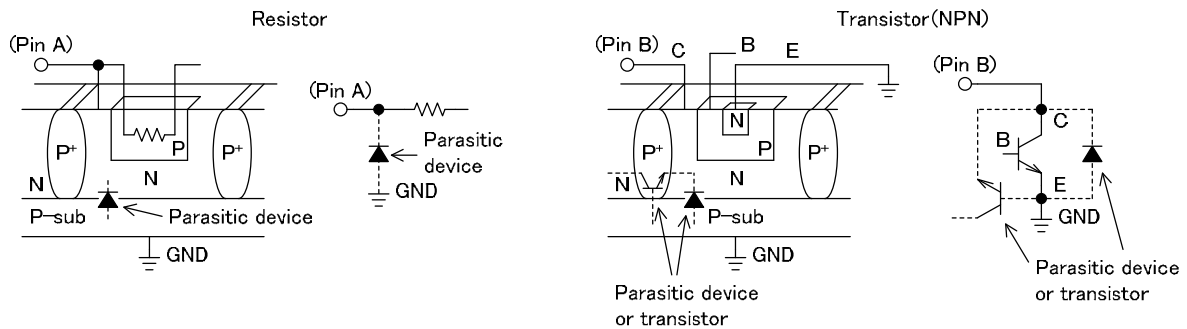 Resistor
(Pin A)
P+
P
P+
N
N
P-sub
Parasitic device
GND
(Pin A)
Parasitic
device
GND
Transistor(NPN)
(Pin B)
C
B
E
N
P+
P
P+
N
N
P-sub
GND
Parasitic device
or transistor
(Pin B)
C
B
E
GND
Parasitic device
or transistor